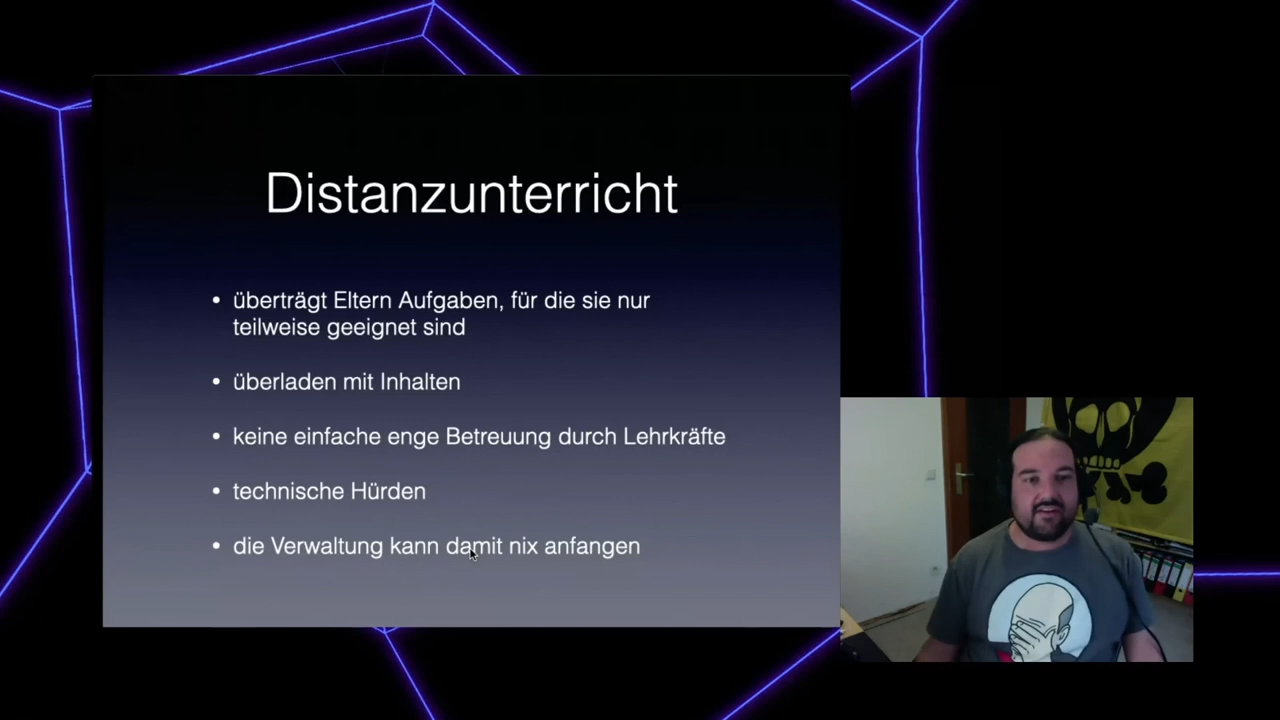 Distanzunterricht
• überträgt Eltern Aufgaben, für die sie nur
teilweise geeignet sind
• überladen mit Inhalten
• keine einfache enge Betreuung durch Lehrkräfte
• technische Hürden
• die Verwaltung kann damit nix anfangen